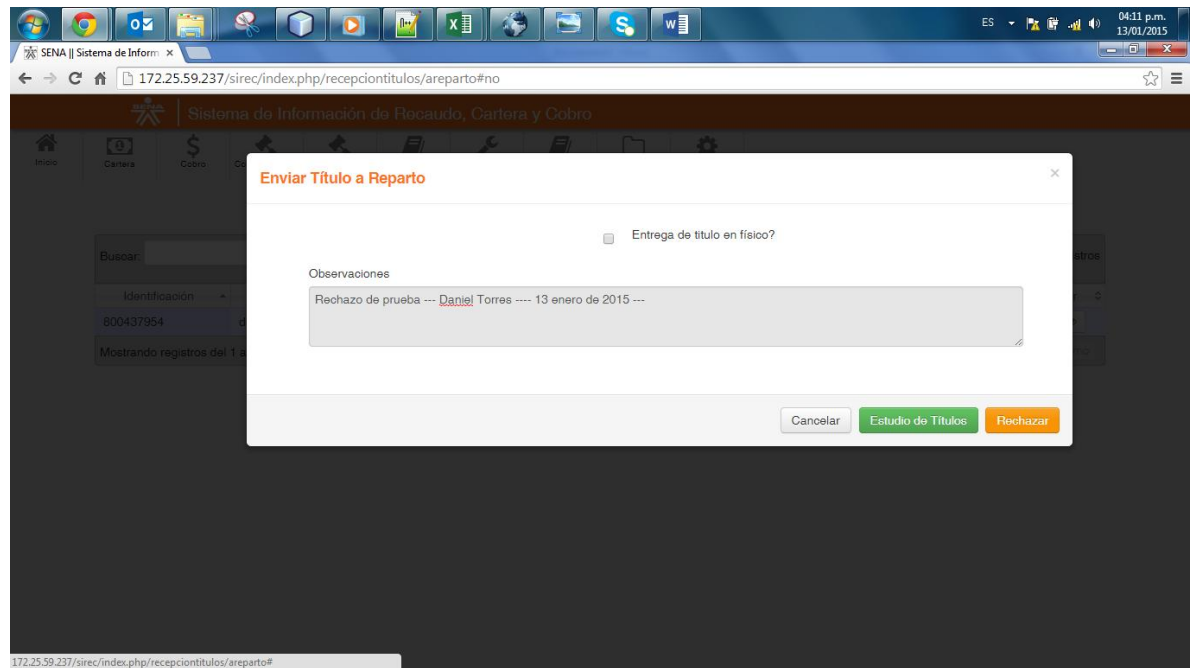 ES 04:11 p.m.
13/01/2015
SENA || Sistema de Inform
172.25.59.237/sirec/index.php/recepciontitulos/areparto#no
Sistema de Información de Recaudo, Cartera y Cobro
Inicio Cartera Cobro
Enviar Título a Reparto
Entrega de titulo en físico?
Buscar:
Observaciones
Rechazo de prueba --- Daniel Torres ---- 13 enero de 2015 ---
Identificación
800437954
Mostrando registros del 1 a
Cancelar Estudio de Títulos Rechazar
172.25.59.237/sirec/index.php/recepciontitulos/areparto#